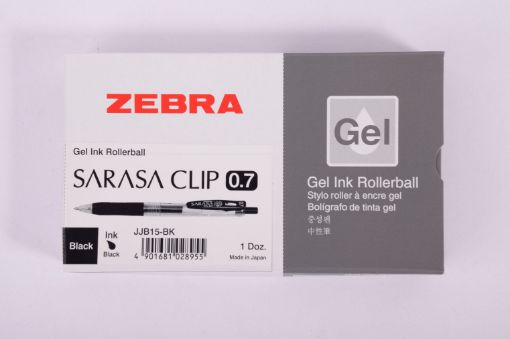 ZEBRA
Gel Ink Rollerball
SARASA CLIP 0.7
Black
Ink
Black
JJB15-BK
4 901681 028955
1 Doz.
Made in Japan
Gel
Gel Ink Rollerball
Stylo roller à encre gel
Bolígrafo de tinta gel
중성펜
中性筆